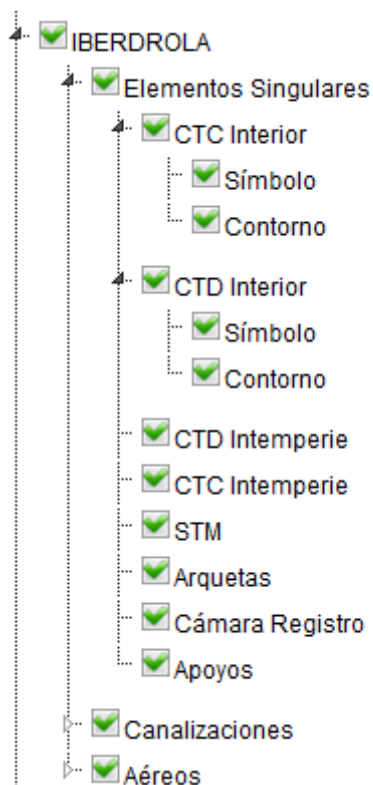 IBERDROLA
Elementos Singulares
CTC Interior
Símbolo
Contorno
CTD Interior
Símbolo
Contorno
CTD Intemperie
CTC Intemperie
STM
Arquetas
Cámara Registro
Apoyos
Canalizaciones
Aéreos